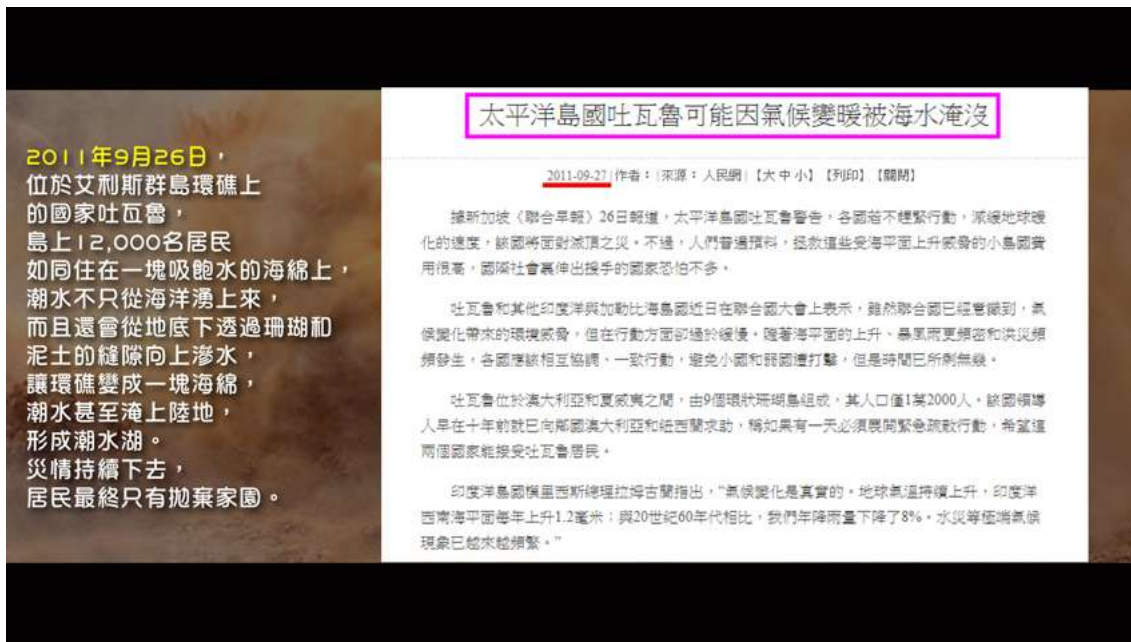 2011年9月26日，
位於艾利斯群島環礁上
的國家吐瓦魯，
島上12,000名居民
如同住在一塊吸飽水的海綿上，
潮水不只從海洋湧上來，
而且還會從地底下透過珊瑚和
泥土的縫隙向上滲水，
讓環礁變成一塊海綿，
潮水甚至淹上陸地，
形成潮水湖。
災情持續下去，
居民最終只有拋棄家園。
太平洋島國吐瓦魯可能因氣候變暖被海水淹沒
2011-09-27|作者：|來源：人民網|【大 中 小】【列印】【關閉】
據新加坡《聯合早報》26日報道，太平洋島國吐瓦魯警告，各國若不趕緊行動，減緩地球暖
化的速度，該國將面對滅頂之災。不過，人們普遍預料，拯救這些受海平面上升威脅的小島國費
用很高，國際社會裏伸出援手的國家恐怕不多。
吐瓦魯和其他印度洋與加勒比海島國近日在聯合國大會上表示，雖然聯合國已經意識到，氣
候變化帶來的環境威脅，但在行動方面卻過於緩慢。隨著海平面的上升、暴風雨更頻密和洪災頻
頻發生，各國應該相互協調、一致行動，避免小國和弱國遭打擊，但是時間已所剩無幾。
吐瓦魯位於澳大利亞和夏威夷之間，由9個環狀珊瑚島組成，其人口僅1萬2000人。該國領導
人早在十年前就已向鄰國澳大利亞和紐西蘭求助，稱如果有一天必須展開緊急疏散行動，希望這
兩個國家能接受吐瓦魯居民。
印度洋島國模里西斯總理拉姆古蘭指出，“氣候變化是真實的。地球氣溫持續上升，印度洋
西南海平面每年上升1.2毫米；與20世紀60年代相比，我們年降雨量下降了8%。水災等極端氣候
現象已越來越頻繁。”